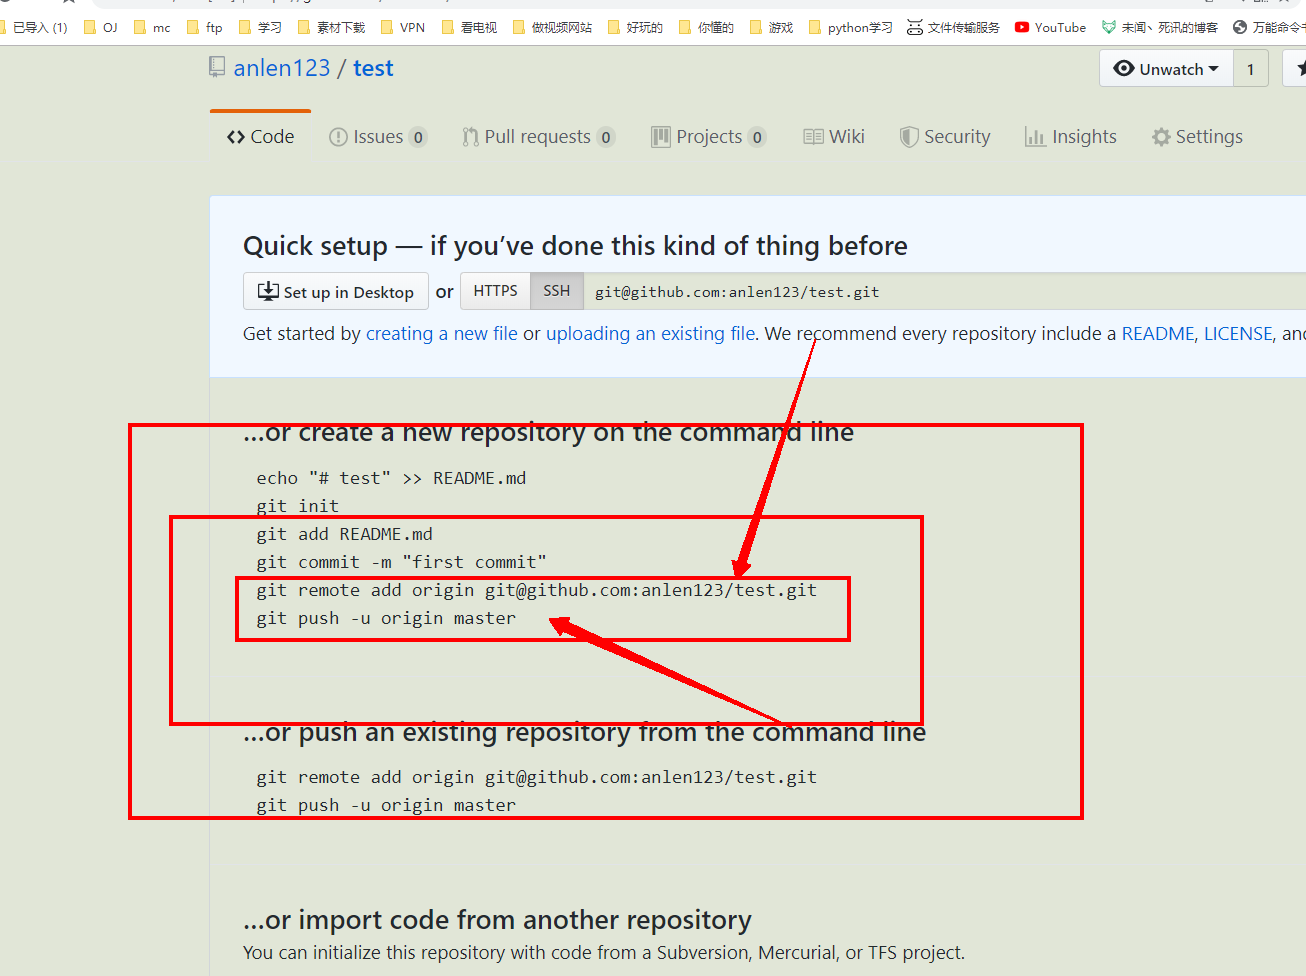 已导入 (1) OJ mc ftp 学习 素材下载 VPN 看电视 做视频网站 好玩的 你懂的 游戏 python学习 文件传输服务 YouTube 未闻、死讯的博客 万能命令
anlen123 / test Unwatch 1
Code Issues 0 Pull requests 0 Projects 0 Wiki Security Insights Settings
Quick setup — if you’ve done this kind of thing before
Set up in Desktop or HTTPS SSH git@github.com:anlen123/test.git
Get started by creating a new file or uploading an existing file. We recommend every repository include a README, LICENSE, and
…or create a new repository on the command line
echo "# test" >> README.md
git init
git add README.md
git commit -m "first commit"
git remote add origin git@github.com:anlen123/test.git
git push -u origin master
…or push an existing repository from the command line
git remote add origin git@github.com:anlen123/test.git
git push -u origin master
…or import code from another repository
You can initialize this repository with code from a Subversion, Mercurial, or TFS project.